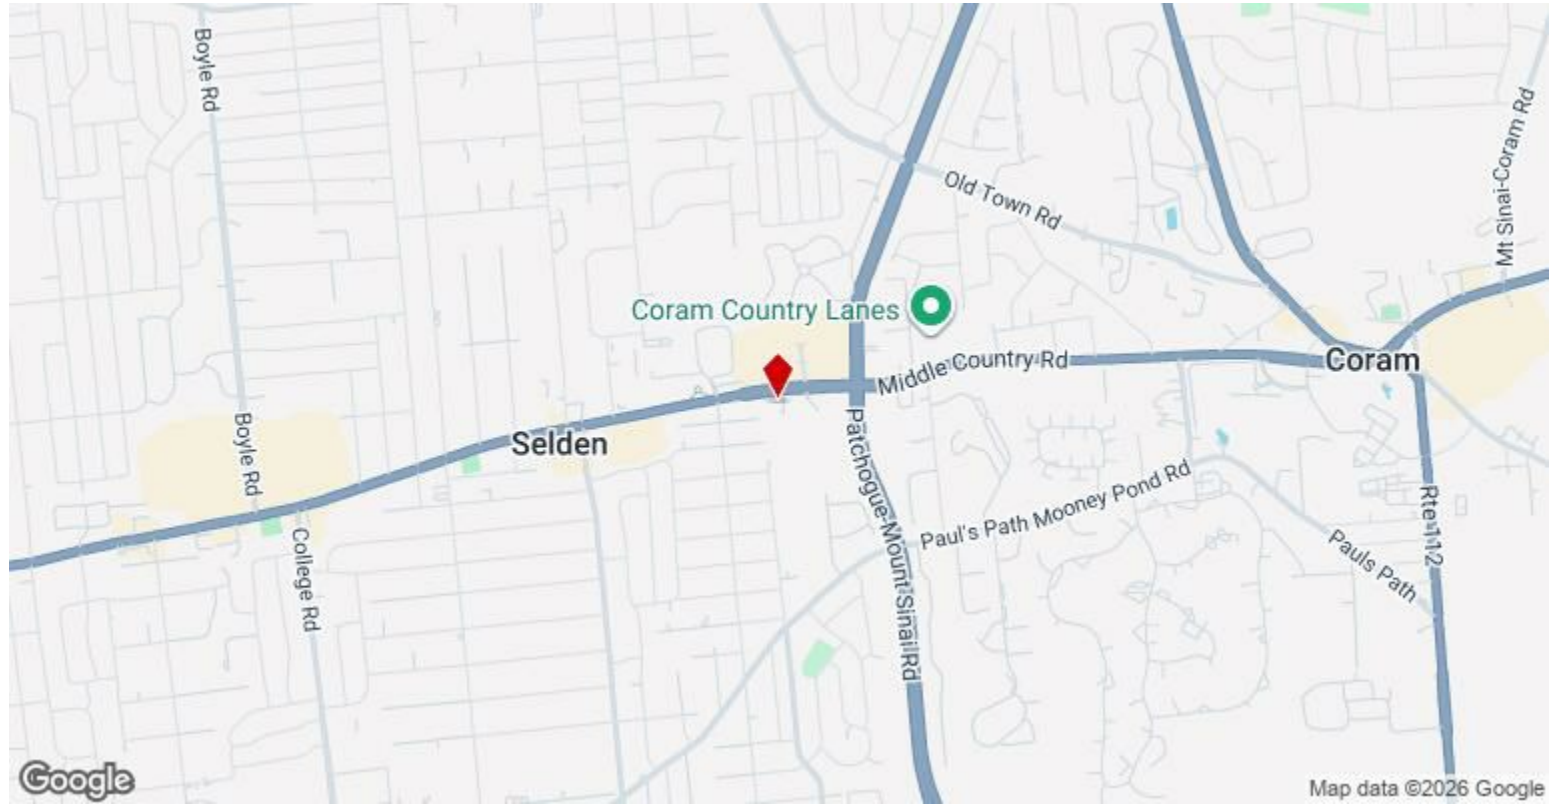 Boyle Rd
Mt Sinai-Coram Rd
Old Town Rd
Coram Country Lanes
Middle Country Rd
Coram
Selden
Boyle Rd
Patchogue-Mount Sinai Rd
Paul's Path Mooney Pond Rd
Rte 112
Pauls Path
College Rd
Google
Map data ©2026 Google